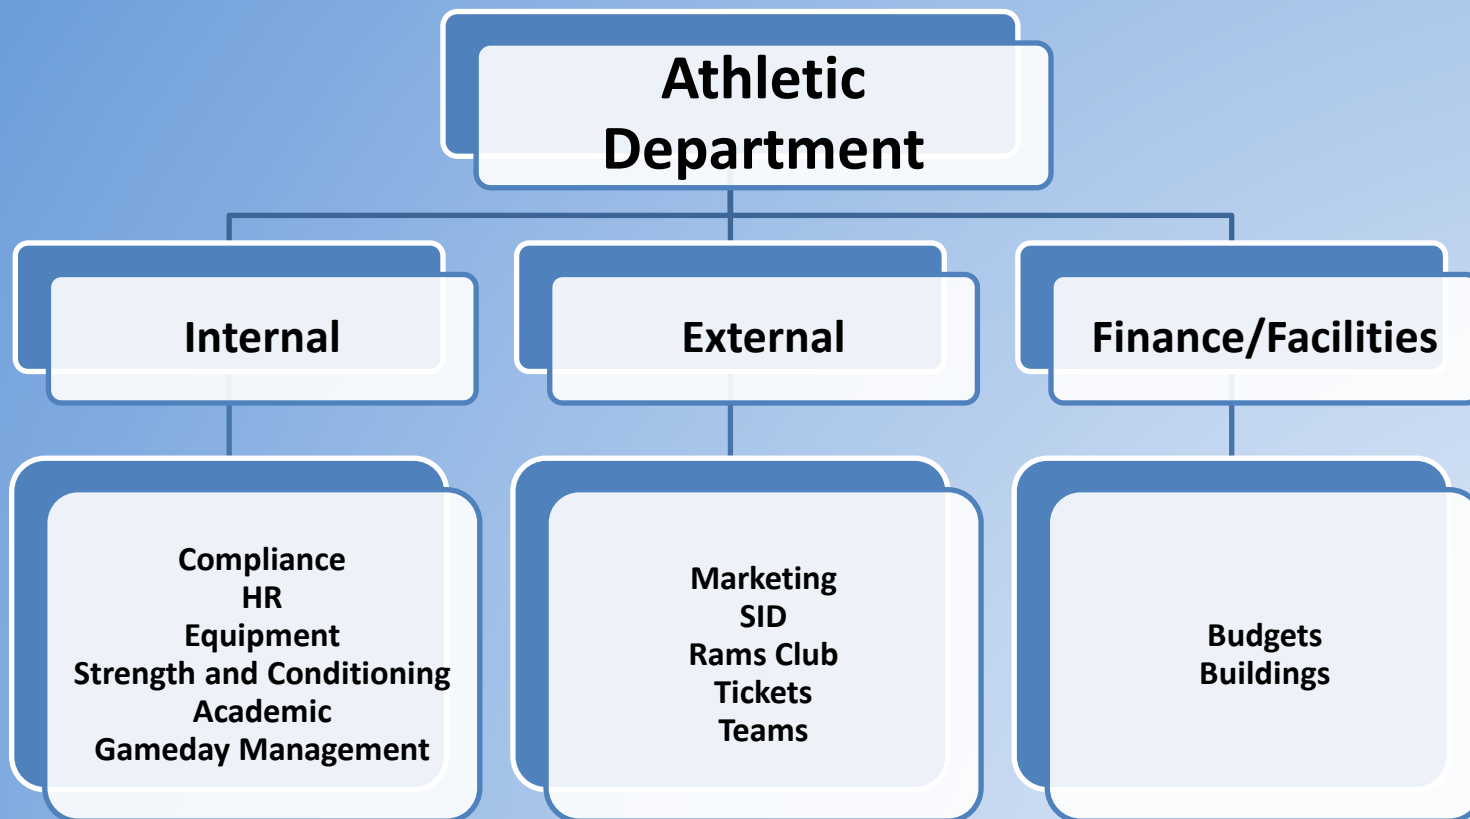 Athletic
Department
Internal
External
Finance/Facilities
Compliance
HR
Equipment
Strength and Conditioning
Academic
Gameday Management
Marketing
SID
Rams Club
Tickets
Teams
Budgets
Buildings